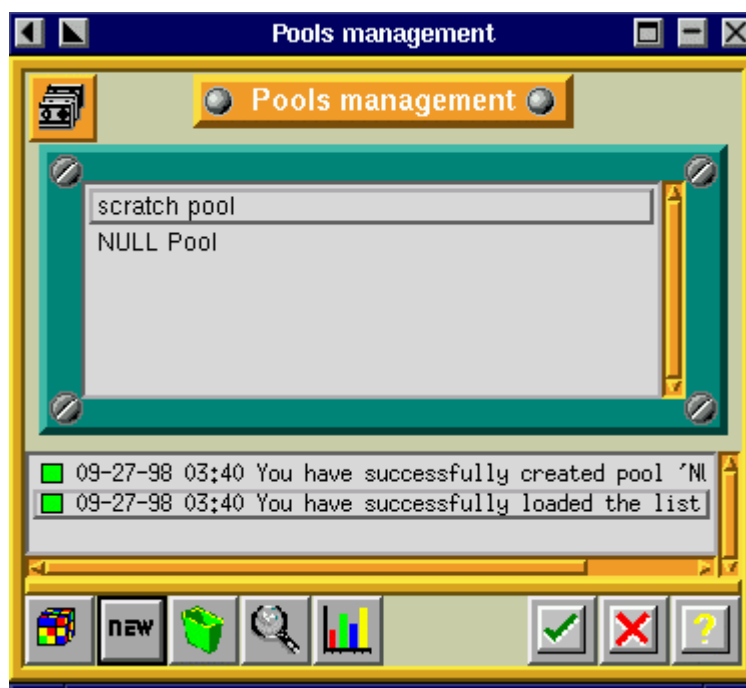 Pools management
Pools management
scratch pool
NULL Pool
09-27-98 03:40 You have successfully created pool 'NU
09-27-98 03:40 You have successfully loaded the list
new
?